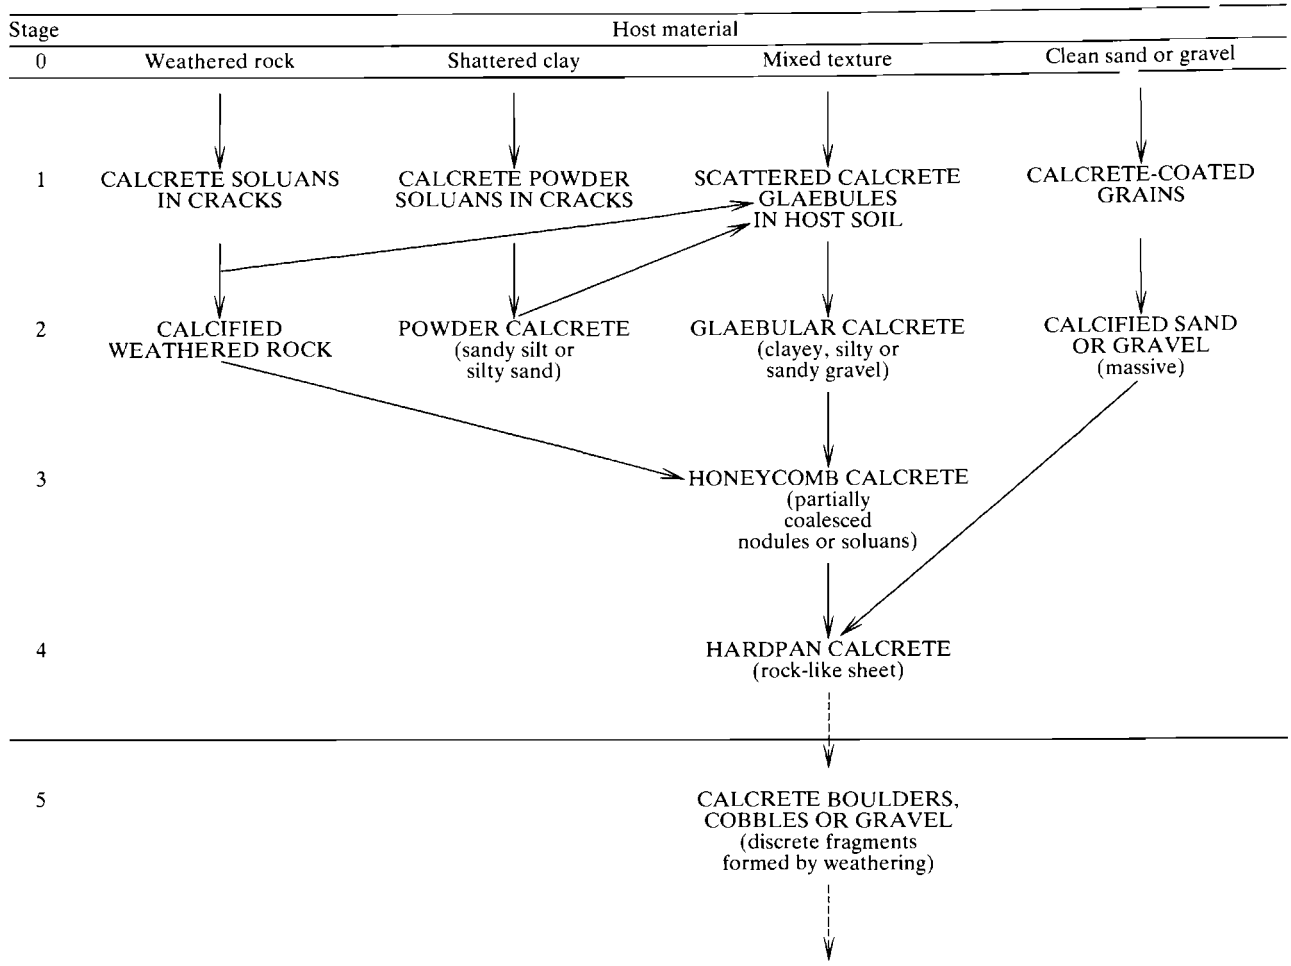 Stage Host material
0 Weathered rock Shattered clay Mixed texture Clean sand or gravel
1 CALCRETE SOLUANS CALCRETE POWDER SCATTERED CALCRETE CALCRETE-COATED
IN CRACKS SOLUANS IN CRACKS GLAEBULES GRAINS
IN HOST SOIL
2 CALCIFIED POWDER CALCRETE GLAEBULAR CALCRETE CALCIFIED SAND
WEATHERED ROCK (sandy silt or (clayey, silty or OR GRAVEL
silty sand) sandy gravel) (massive)
3 HONEYCOMB CALCRETE
(partially
coalesced
nodules or soluans)
4 HARDPAN CALCRETE
(rock-like sheet)
5 CALCRETE BOULDERS,
COBBLES OR GRAVEL
(discrete fragments
formed by weathering)